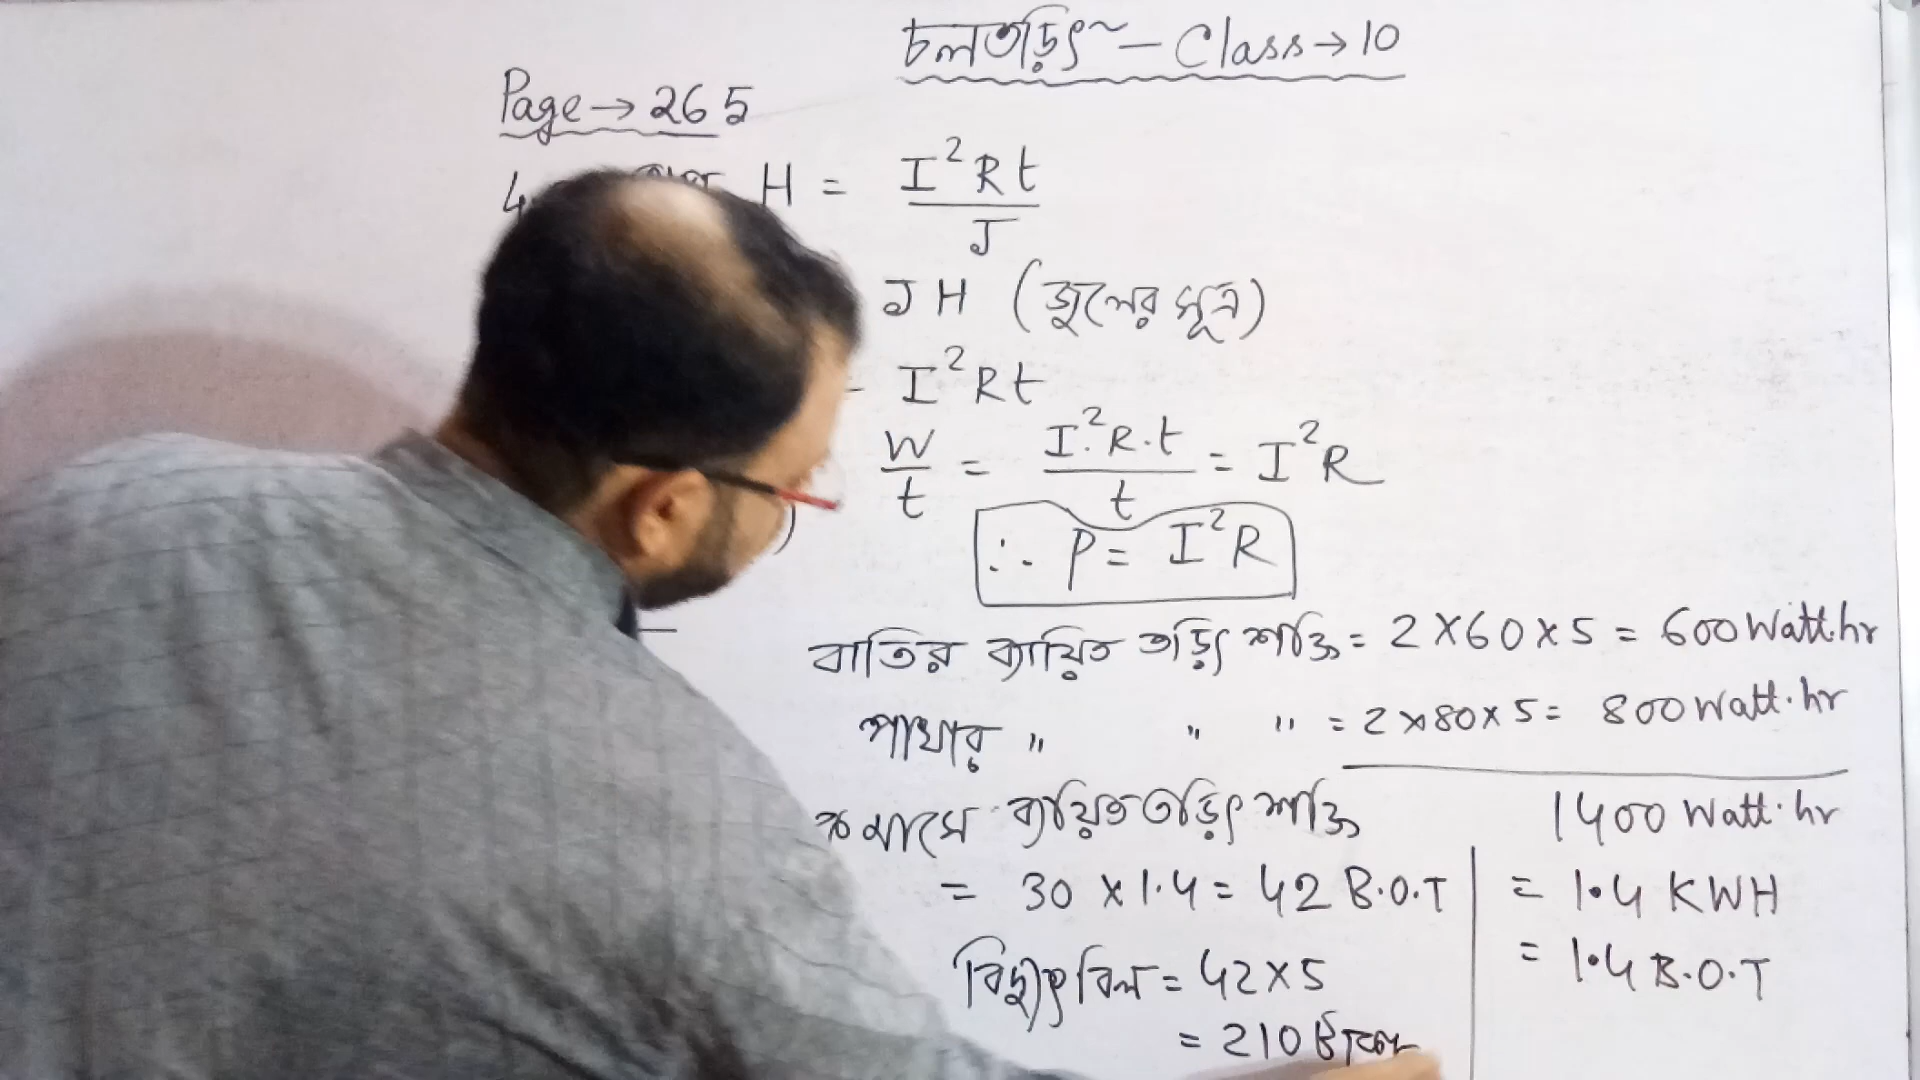 চলতড়িৎ — Class → 10
Page → 265
4. H = I²Rt / J
JH (জুলের সূত্র)
- I²Rt
W/t = I².R.t / t = I²R
∴ P = I²R
বাতির ব্যয়িত তড়িৎ শক্তি = 2 × 60 × 5 = 600 Watt.hr
পাখার " " " = 2 × 80 × 5 = 800 Watt.hr
মাসে ব্যয়িত তড়িৎ শক্তি
1400 Watt.hr
= 30 × 1.4 = 42 B.O.T
= 1.4 KWH
= 1.4 B.O.T
বিদ্যুৎ বিল = 42 × 5
= 210